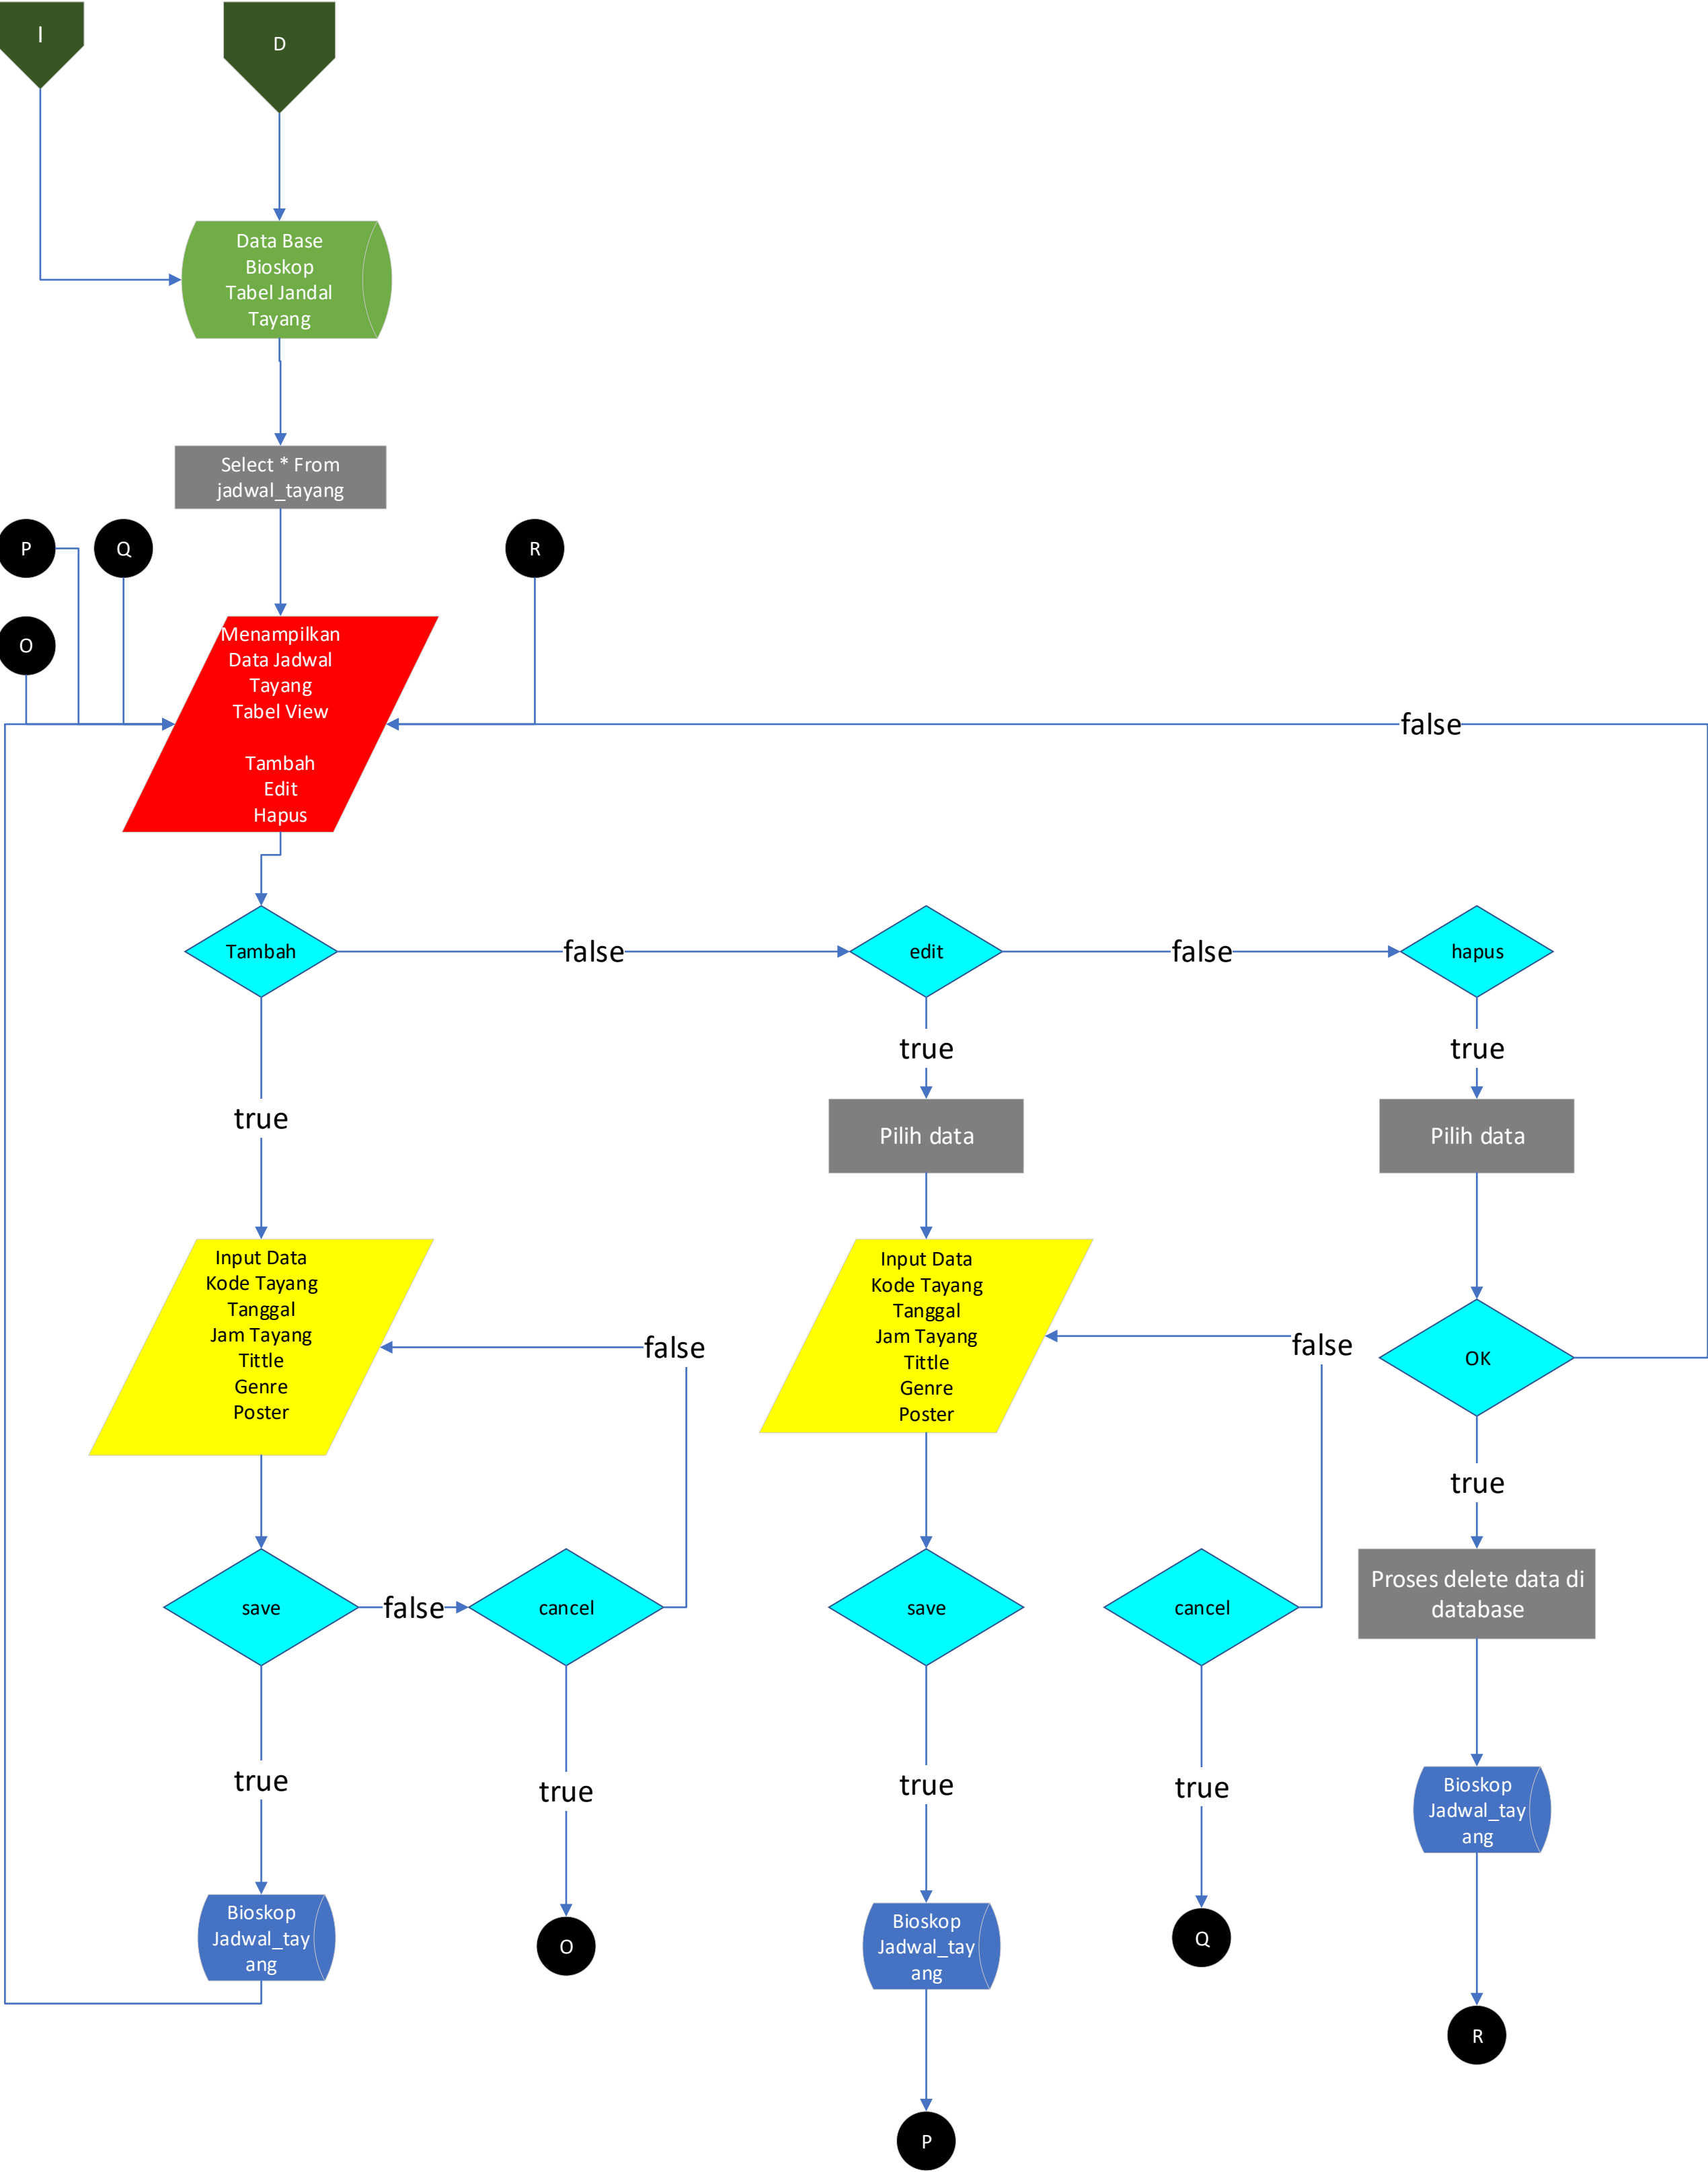 I
D
Data Base
Bioskop
Tabel Jandal
Tayang
Select * From
jadwal_tayang
P
Q
R
O
Menampilkan
Data Jadwal
Tayang
Tabel View
Tambah
Edit
Hapus
false
Tambah
false
edit
false
hapus
true
true
true
Pilih data
Pilih data
Input Data
Kode Tayang
Tanggal
Jam Tayang
Tittle
Genre
Poster
false
Input Data
Kode Tayang
Tanggal
Jam Tayang
Tittle
Genre
Poster
false
OK
true
save
false
cancel
save
cancel
Proses delete data di
database
true
true
true
true
Bioskop
Jadwal_tay
ang
Bioskop
Jadwal_tay
ang
O
Bioskop
Jadwal_tay
ang
Q
R
P